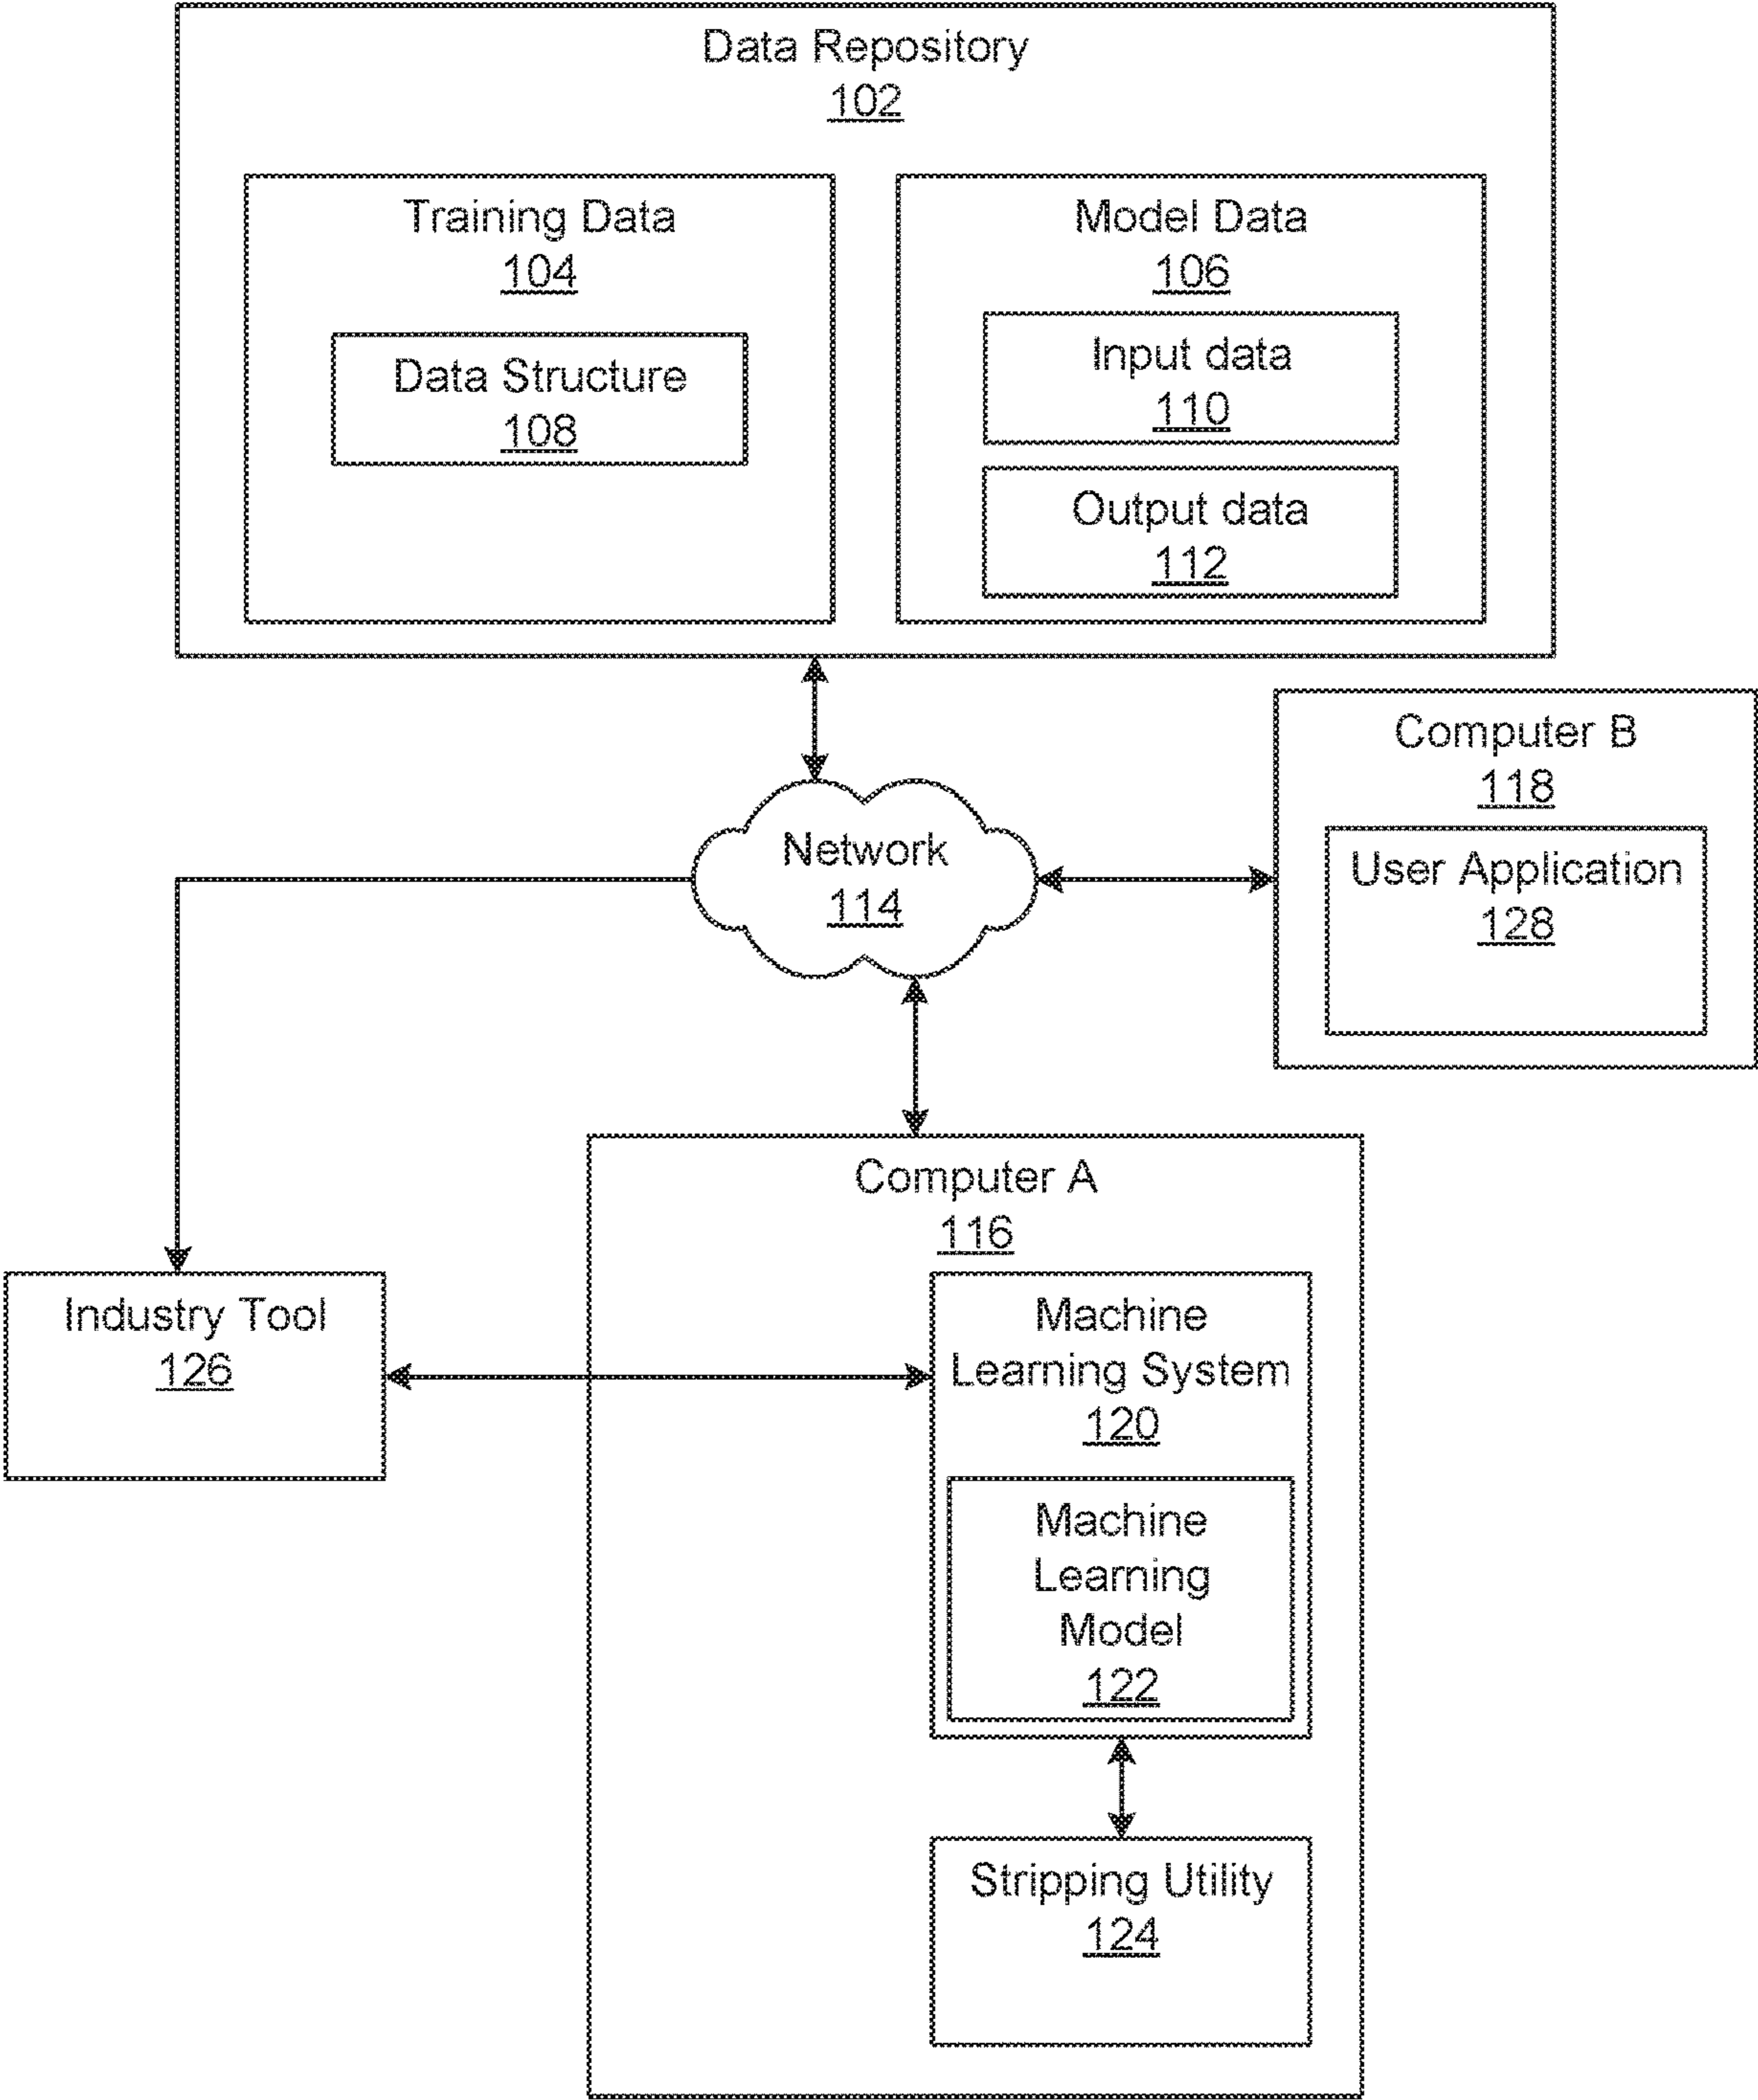 Data Repository
102
Training Data
104
Data Structure
108
Model Data
106
Input data
110
Output data
112
Computer B
118
User Application
128
Network
114
Computer A
116
Industry Tool
126
Machine
Learning System
120
Machine
Learning
Model
122
Stripping Utility
124